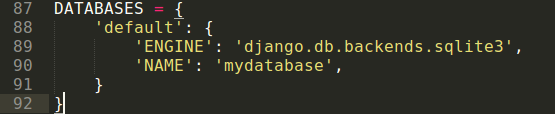 87 DATABASES = {
88     'default': {
89         'ENGINE': 'django.db.backends.sqlite3',
90         'NAME': 'mydatabase',
91     }
92 }